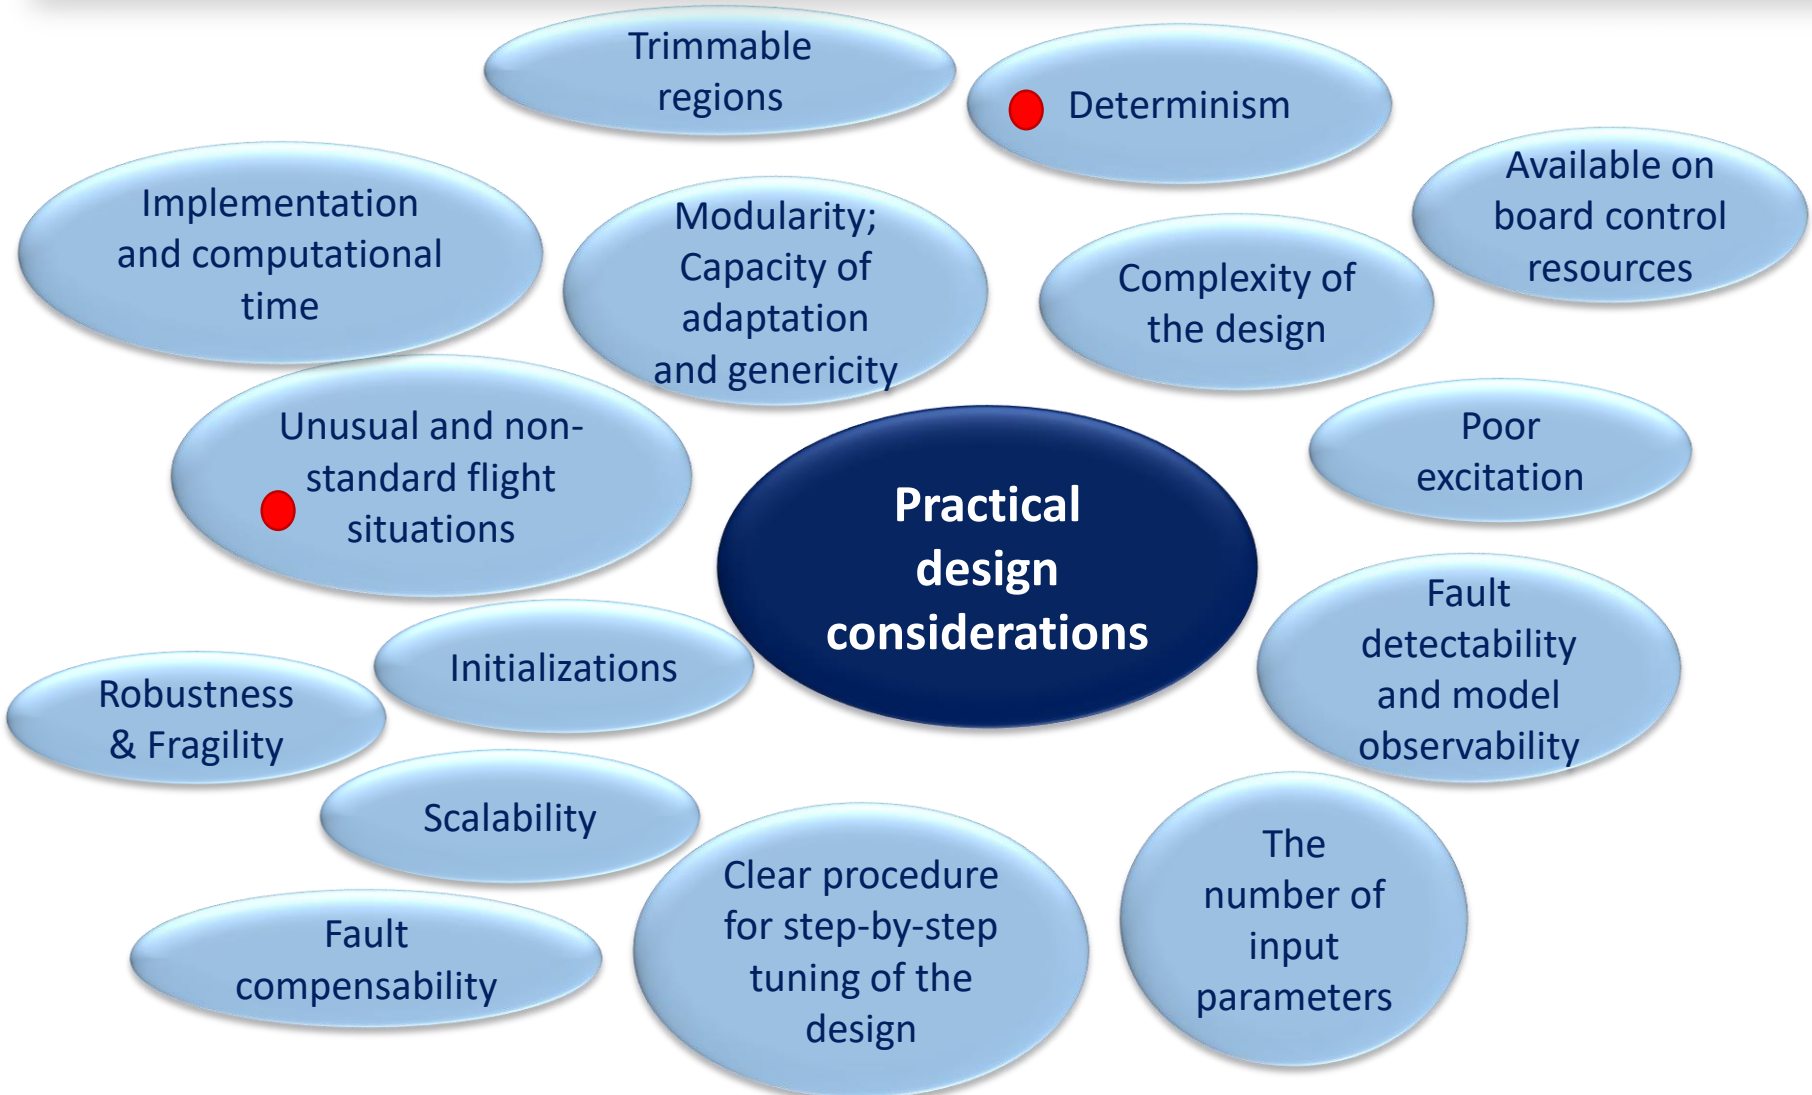 Trimmable
regions
Determinism
Available on
board control
resources
Implementation
and computational
time
Modularity;
Capacity of
adaptation
and genericity
Complexity of
the design
Unusual and non-
standard flight
situations
Poor
excitation
Practical
design
considerations
Fault
detectability
and model
observability
Initializations
Robustness
& Fragility
Scalability
Clear procedure
for step-by-step
tuning of the
design
The
number of
input
parameters
Fault
compensability